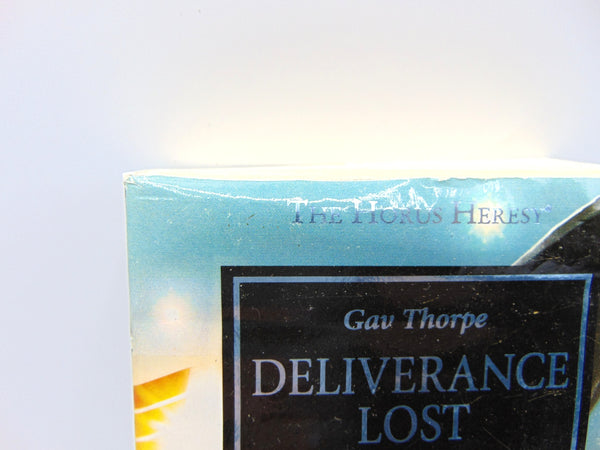 THE HORUS HERESY®
Gav Thorpe
DELIVERANCE
LOST